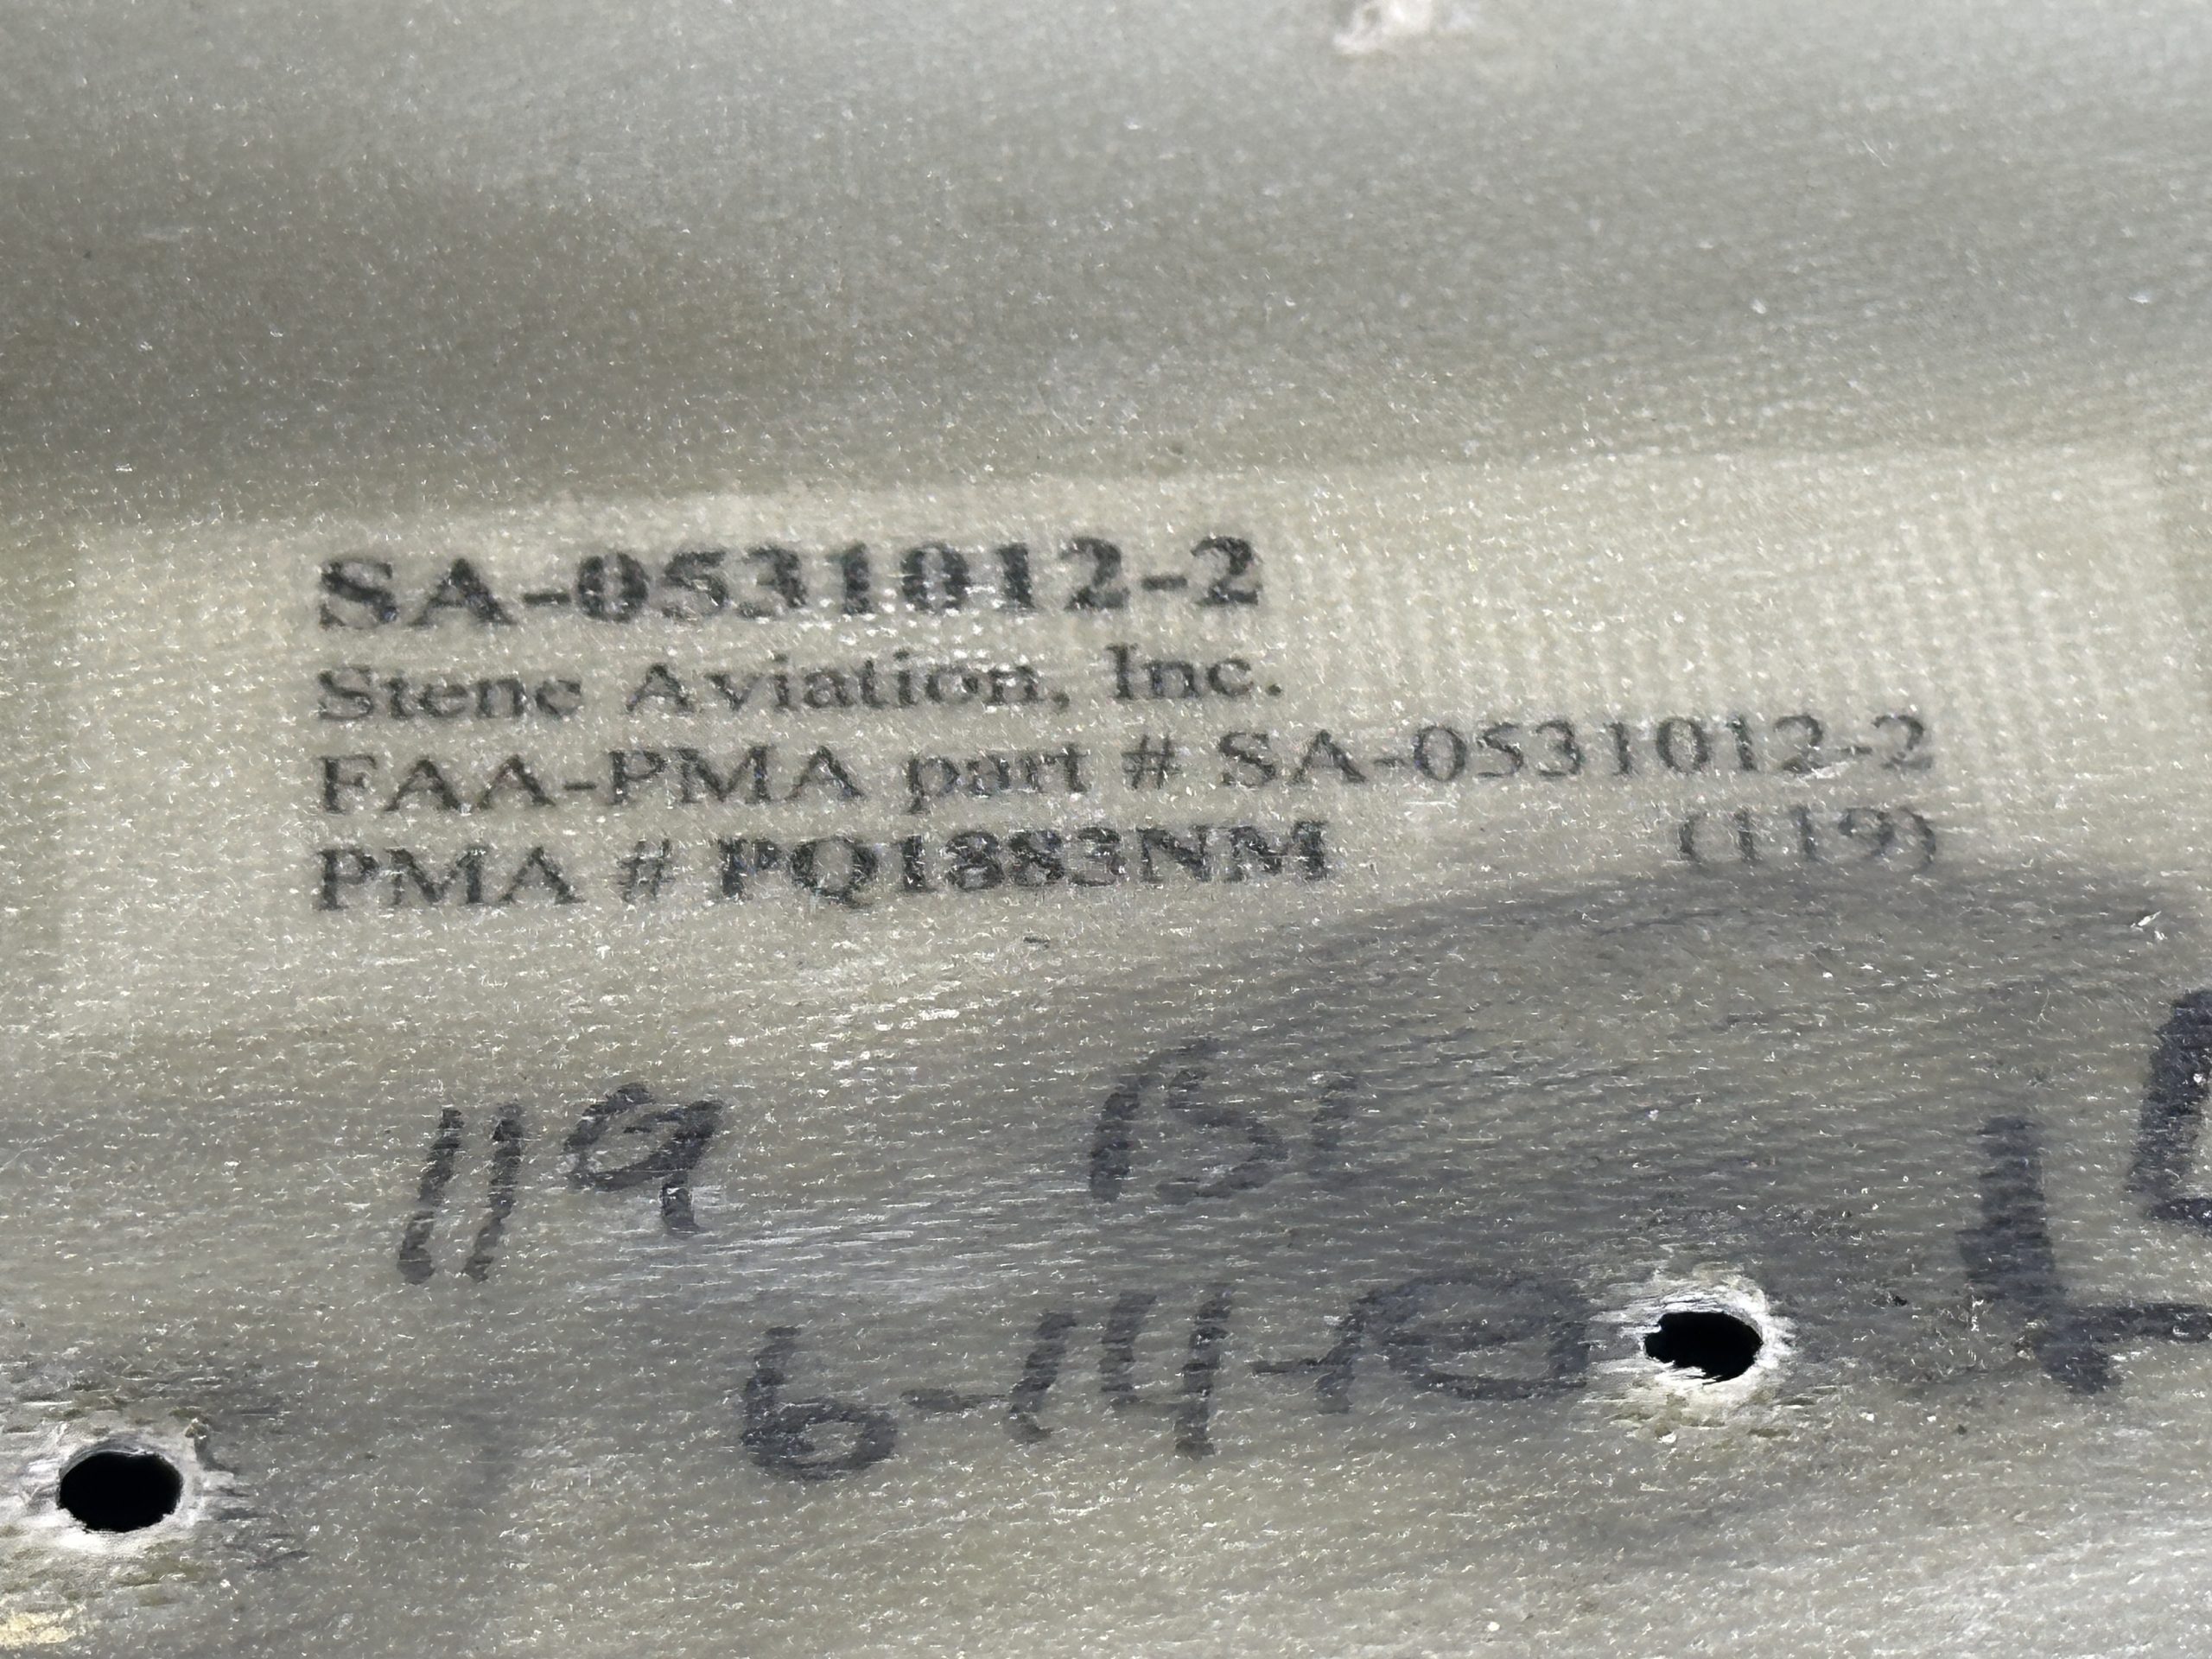 SA-0531012-2
Stene Aviation, Inc.
FAA-PMA part # SA-0531012-2
PMA # PQ1883NM (119)
119
6-14-10